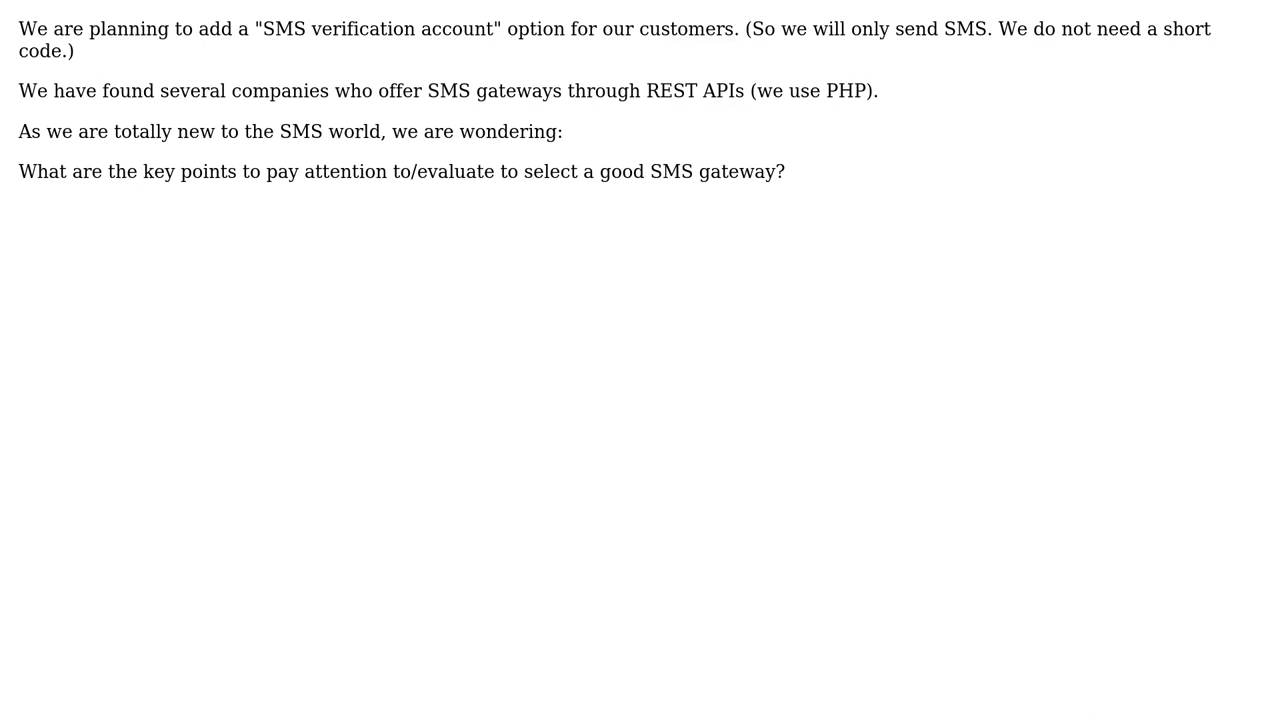 We are planning to add a "SMS verification account" option for our customers. (So we will only send SMS. We do not need a short
code.)
We have found several companies who offer SMS gateways through REST APIs (we use PHP).
As we are totally new to the SMS world, we are wondering:
What are the key points to pay attention to/evaluate to select a good SMS gateway?